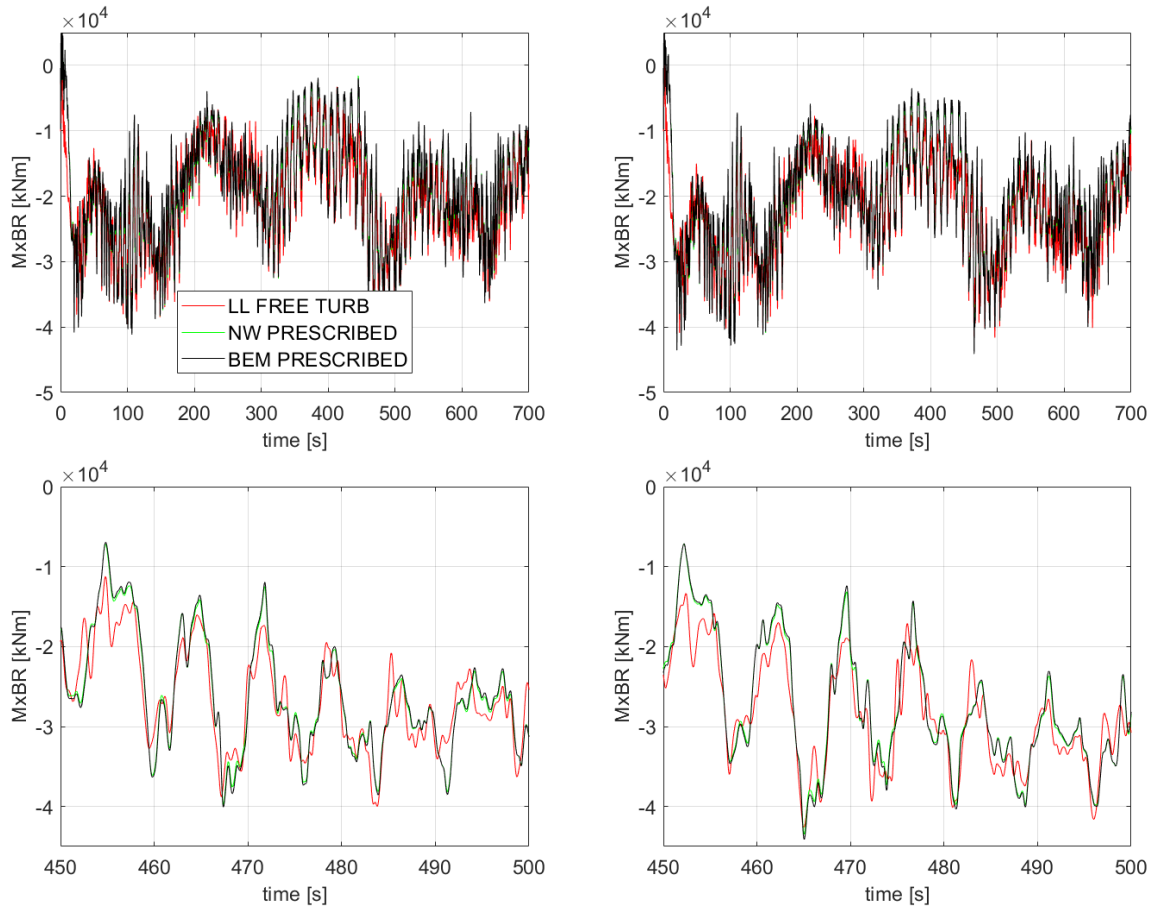 ×10⁴
0
-1
-2
-3
-4
-5
MxBR [kNm]
LL FREE TURB
NW PRESCRIBED
BEM PRESCRIBED
0 100 200 300 400 500 600 700
time [s]
×10⁴
0
-1
-2
-3
-4
-5
MxBR [kNm]
0 100 200 300 400 500 600 700
time [s]
×10⁴
0
-1
-2
-3
-4
MxBR [kNm]
450 460 470 480 490 500
time [s]
×10⁴
0
-1
-2
-3
-4
MxBR [kNm]
450 460 470 480 490 500
time [s]